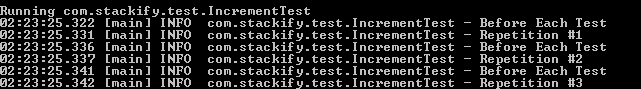 Running com.stackify.test.IncrementTest
02:23:25.322 [main] INFO  com.stackify.test.IncrementTest - Before Each Test
02:23:25.331 [main] INFO  com.stackify.test.IncrementTest - Repetition #1
02:23:25.336 [main] INFO  com.stackify.test.IncrementTest - Before Each Test
02:23:25.337 [main] INFO  com.stackify.test.IncrementTest - Repetition #2
02:23:25.341 [main] INFO  com.stackify.test.IncrementTest - Before Each Test
02:23:25.342 [main] INFO  com.stackify.test.IncrementTest - Repetition #3